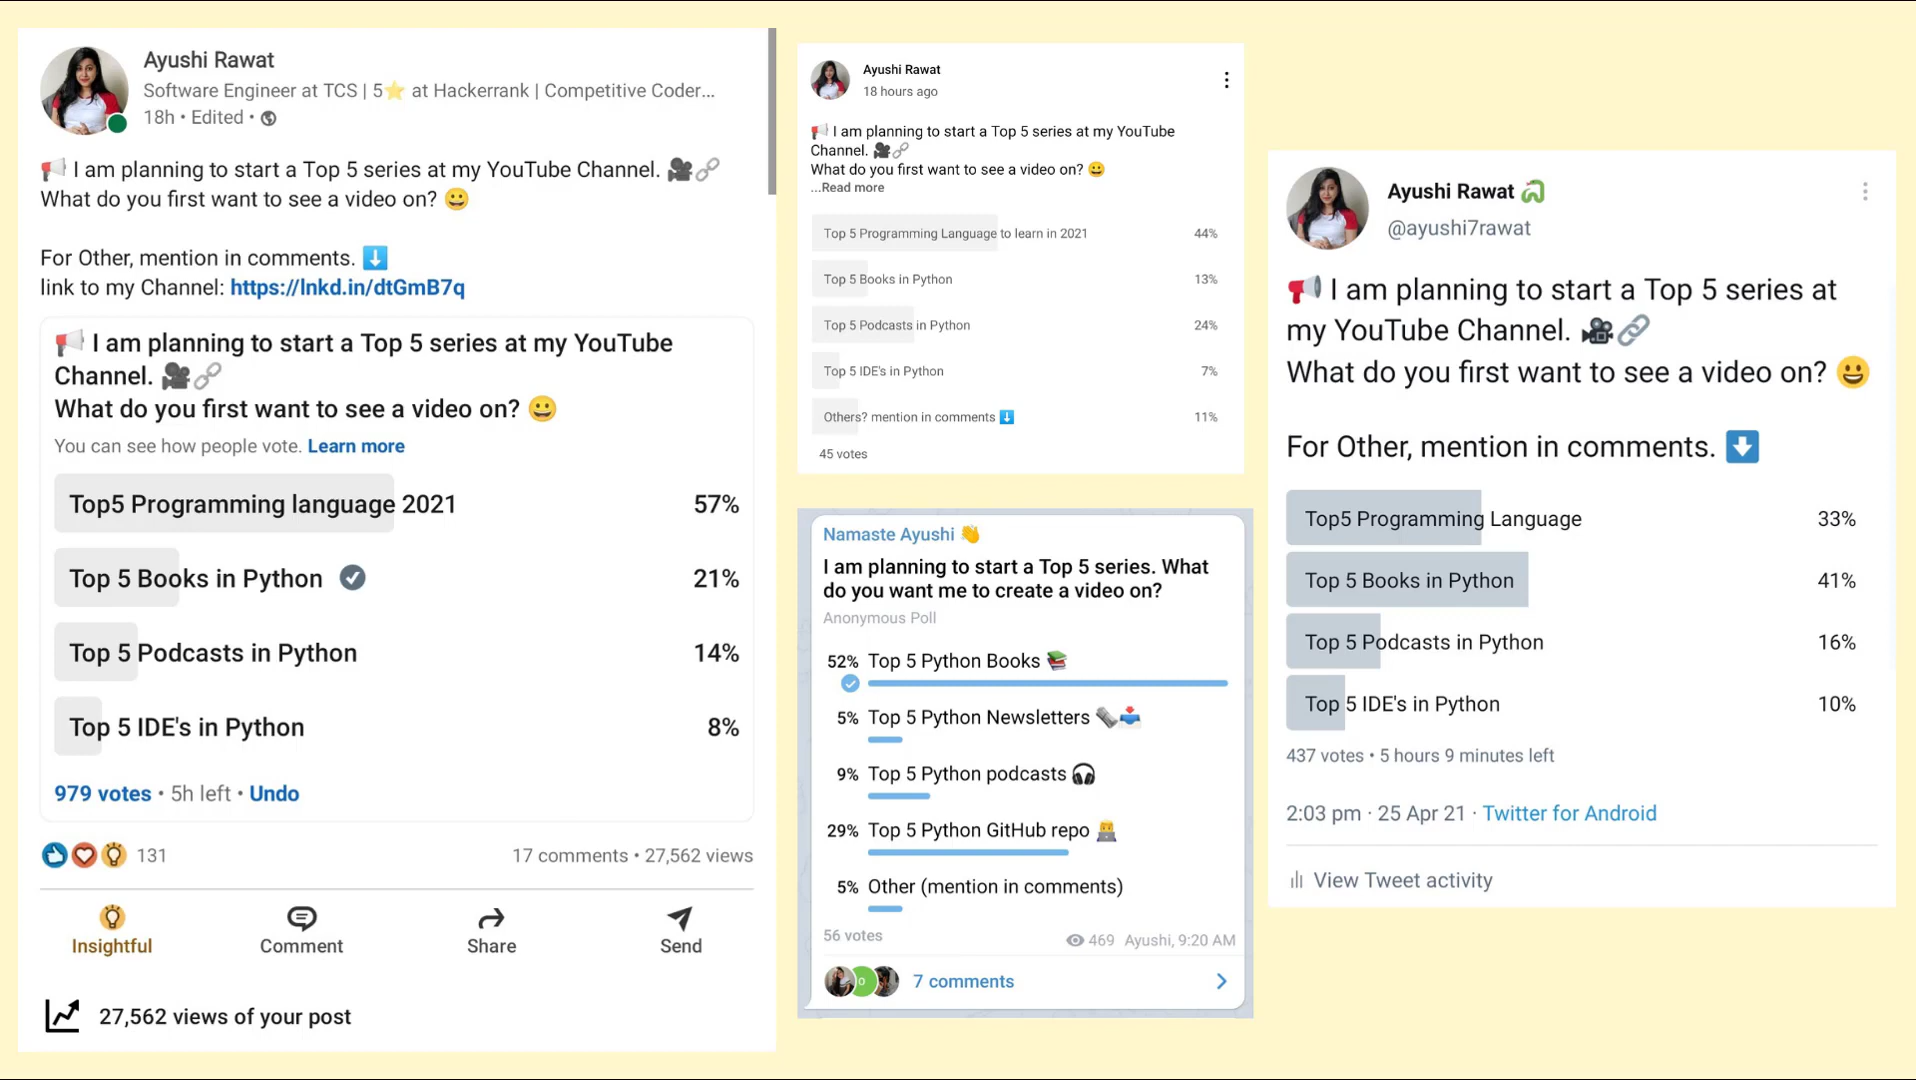 Ayushi Rawat
Software Engineer at TCS | 5⭐ at Hackerrank | Competitive Coder...
18h • Edited •
📢 I am planning to start a Top 5 series at my YouTube Channel. 🎥🔗
What do you first want to see a video on? 😀
For Other, mention in comments. ⬇️
link to my Channel: https://lnkd.in/dtGmB7q
📢 I am planning to start a Top 5 series at my YouTube
Channel. 🎥🔗
What do you first want to see a video on? 😀
You can see how people vote. Learn more
Top5 Programming language 2021 57%
Top 5 Books in Python 21%
Top 5 Podcasts in Python 14%
Top 5 IDE's in Python 8%
979 votes • 5h left • Undo
131 17 comments • 27,562 views
Insightful Comment Share Send
27,562 views of your post
Ayushi Rawat
18 hours ago
📢 I am planning to start a Top 5 series at my YouTube
Channel. 🎥🔗
What do you first want to see a video on? 😀
...Read more
Top 5 Programming Language to learn in 2021 44%
Top 5 Books in Python 13%
Top 5 Podcasts in Python 24%
Top 5 IDE's in Python 7%
Others? mention in comments ⬇️ 11%
45 votes
Namaste Ayushi 👋
I am planning to start a Top 5 series. What
do you want me to create a video on?
Anonymous Poll
52% Top 5 Python Books 📚
5% Top 5 Python Newsletters 🗞️📥
9% Top 5 Python podcasts 🎧
29% Top 5 Python GitHub repo 👨‍💻
5% Other (mention in comments)
56 votes 469 Ayushi, 9:20 AM
0
7 comments
Ayushi Rawat 🐍
@ayushi7rawat
📢 I am planning to start a Top 5 series at
my YouTube Channel. 🎥🔗
What do you first want to see a video on? 😀
For Other, mention in comments. ⬇️
Top5 Programming Language 33%
Top 5 Books in Python 41%
Top 5 Podcasts in Python 16%
Top 5 IDE's in Python 10%
437 votes • 5 hours 9 minutes left
2:03 pm · 25 Apr 21 · Twitter for Android
View Tweet activity